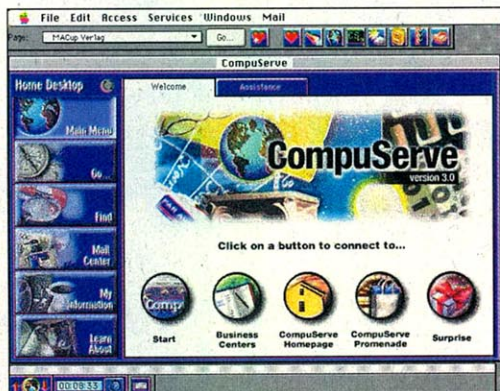 File Edit Access Services Windows Mail
Page: MACup Verlag Go...
CompuServe
Home Desktop
Welcome Assistance
Main Menu
Go...
Find
Mail Center
My Information
Learn About
CompuServe
version 3.0
Click on a button to connect to...
Start
Business Centers
CompuServe Homepage
CompuServe Promenade
Surprise
00:08:33